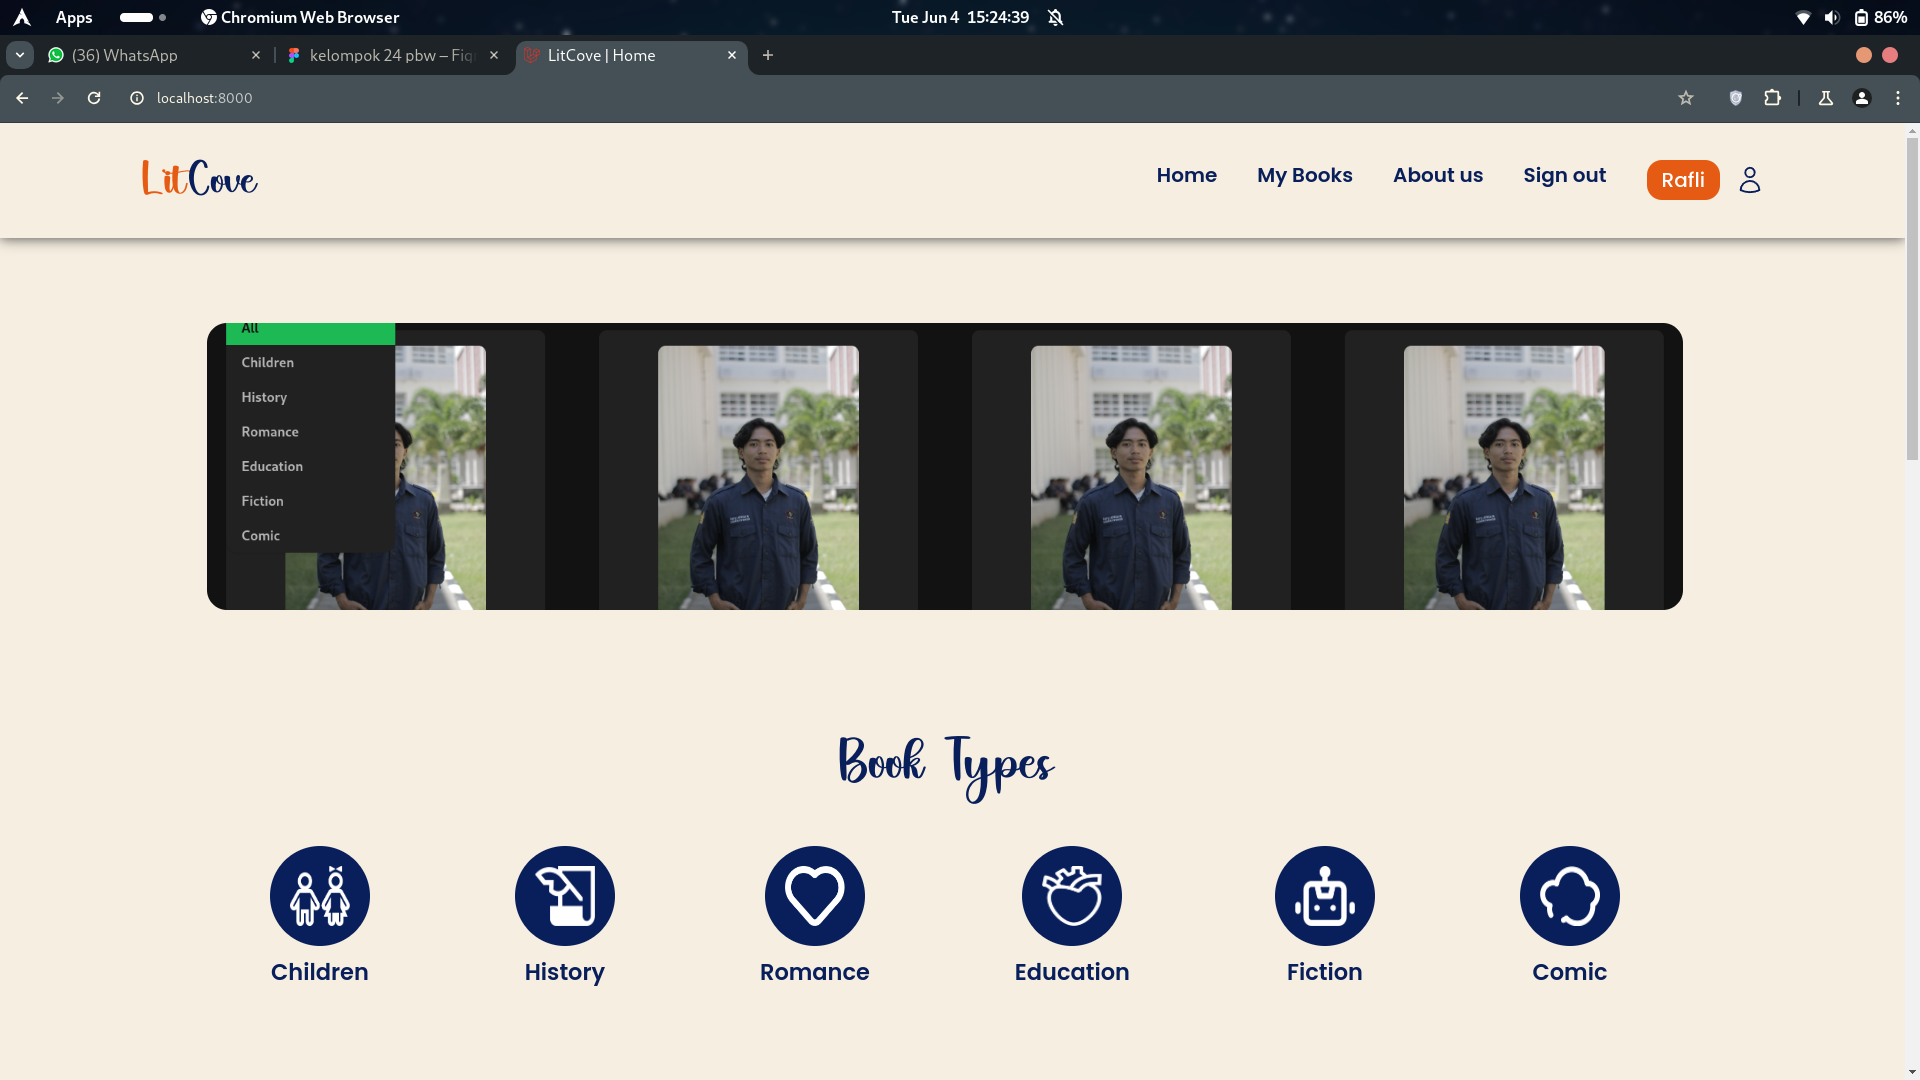 Apps
Chromium Web Browser
Tue Jun 4 15:24:39
86%
(36) WhatsApp
kelompok 24 pbw – Fiq
LitCove | Home
localhost:8000
LitCove
Home
My Books
About us
Sign out
Rafli
All
Children
History
Romance
Education
Fiction
Comic
Book Types
Children
History
Romance
Education
Fiction
Comic